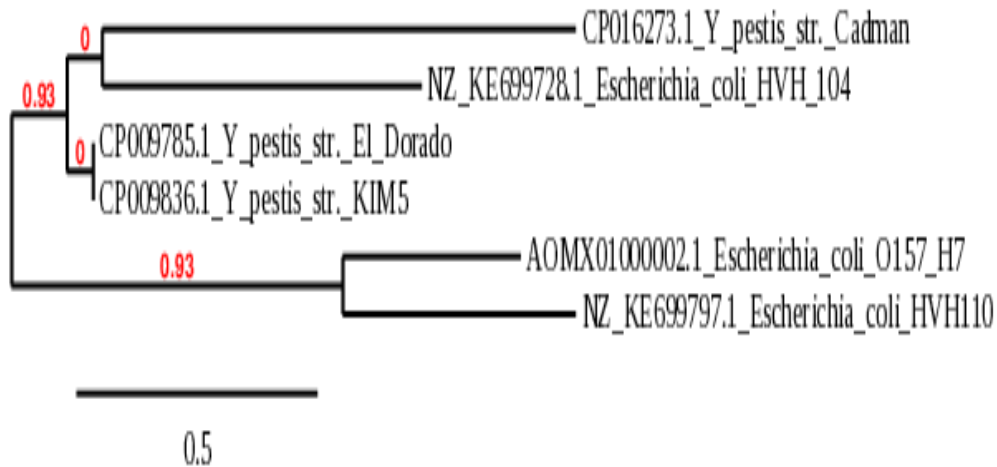 0
CP016273.1_Y_pestis_str._Cadman
NZ_KE699728.1_Escherichia_coli_HVH_104
0.93
0
CP009785.1_Y_pestis_str._El_Dorado
CP009836.1_Y_pestis_str._KIM5
0.93
AOMX01000002.1_Escherichia_coli_O157_H7
NZ_KE699797.1_Escherichia_coli_HVH110
0.5